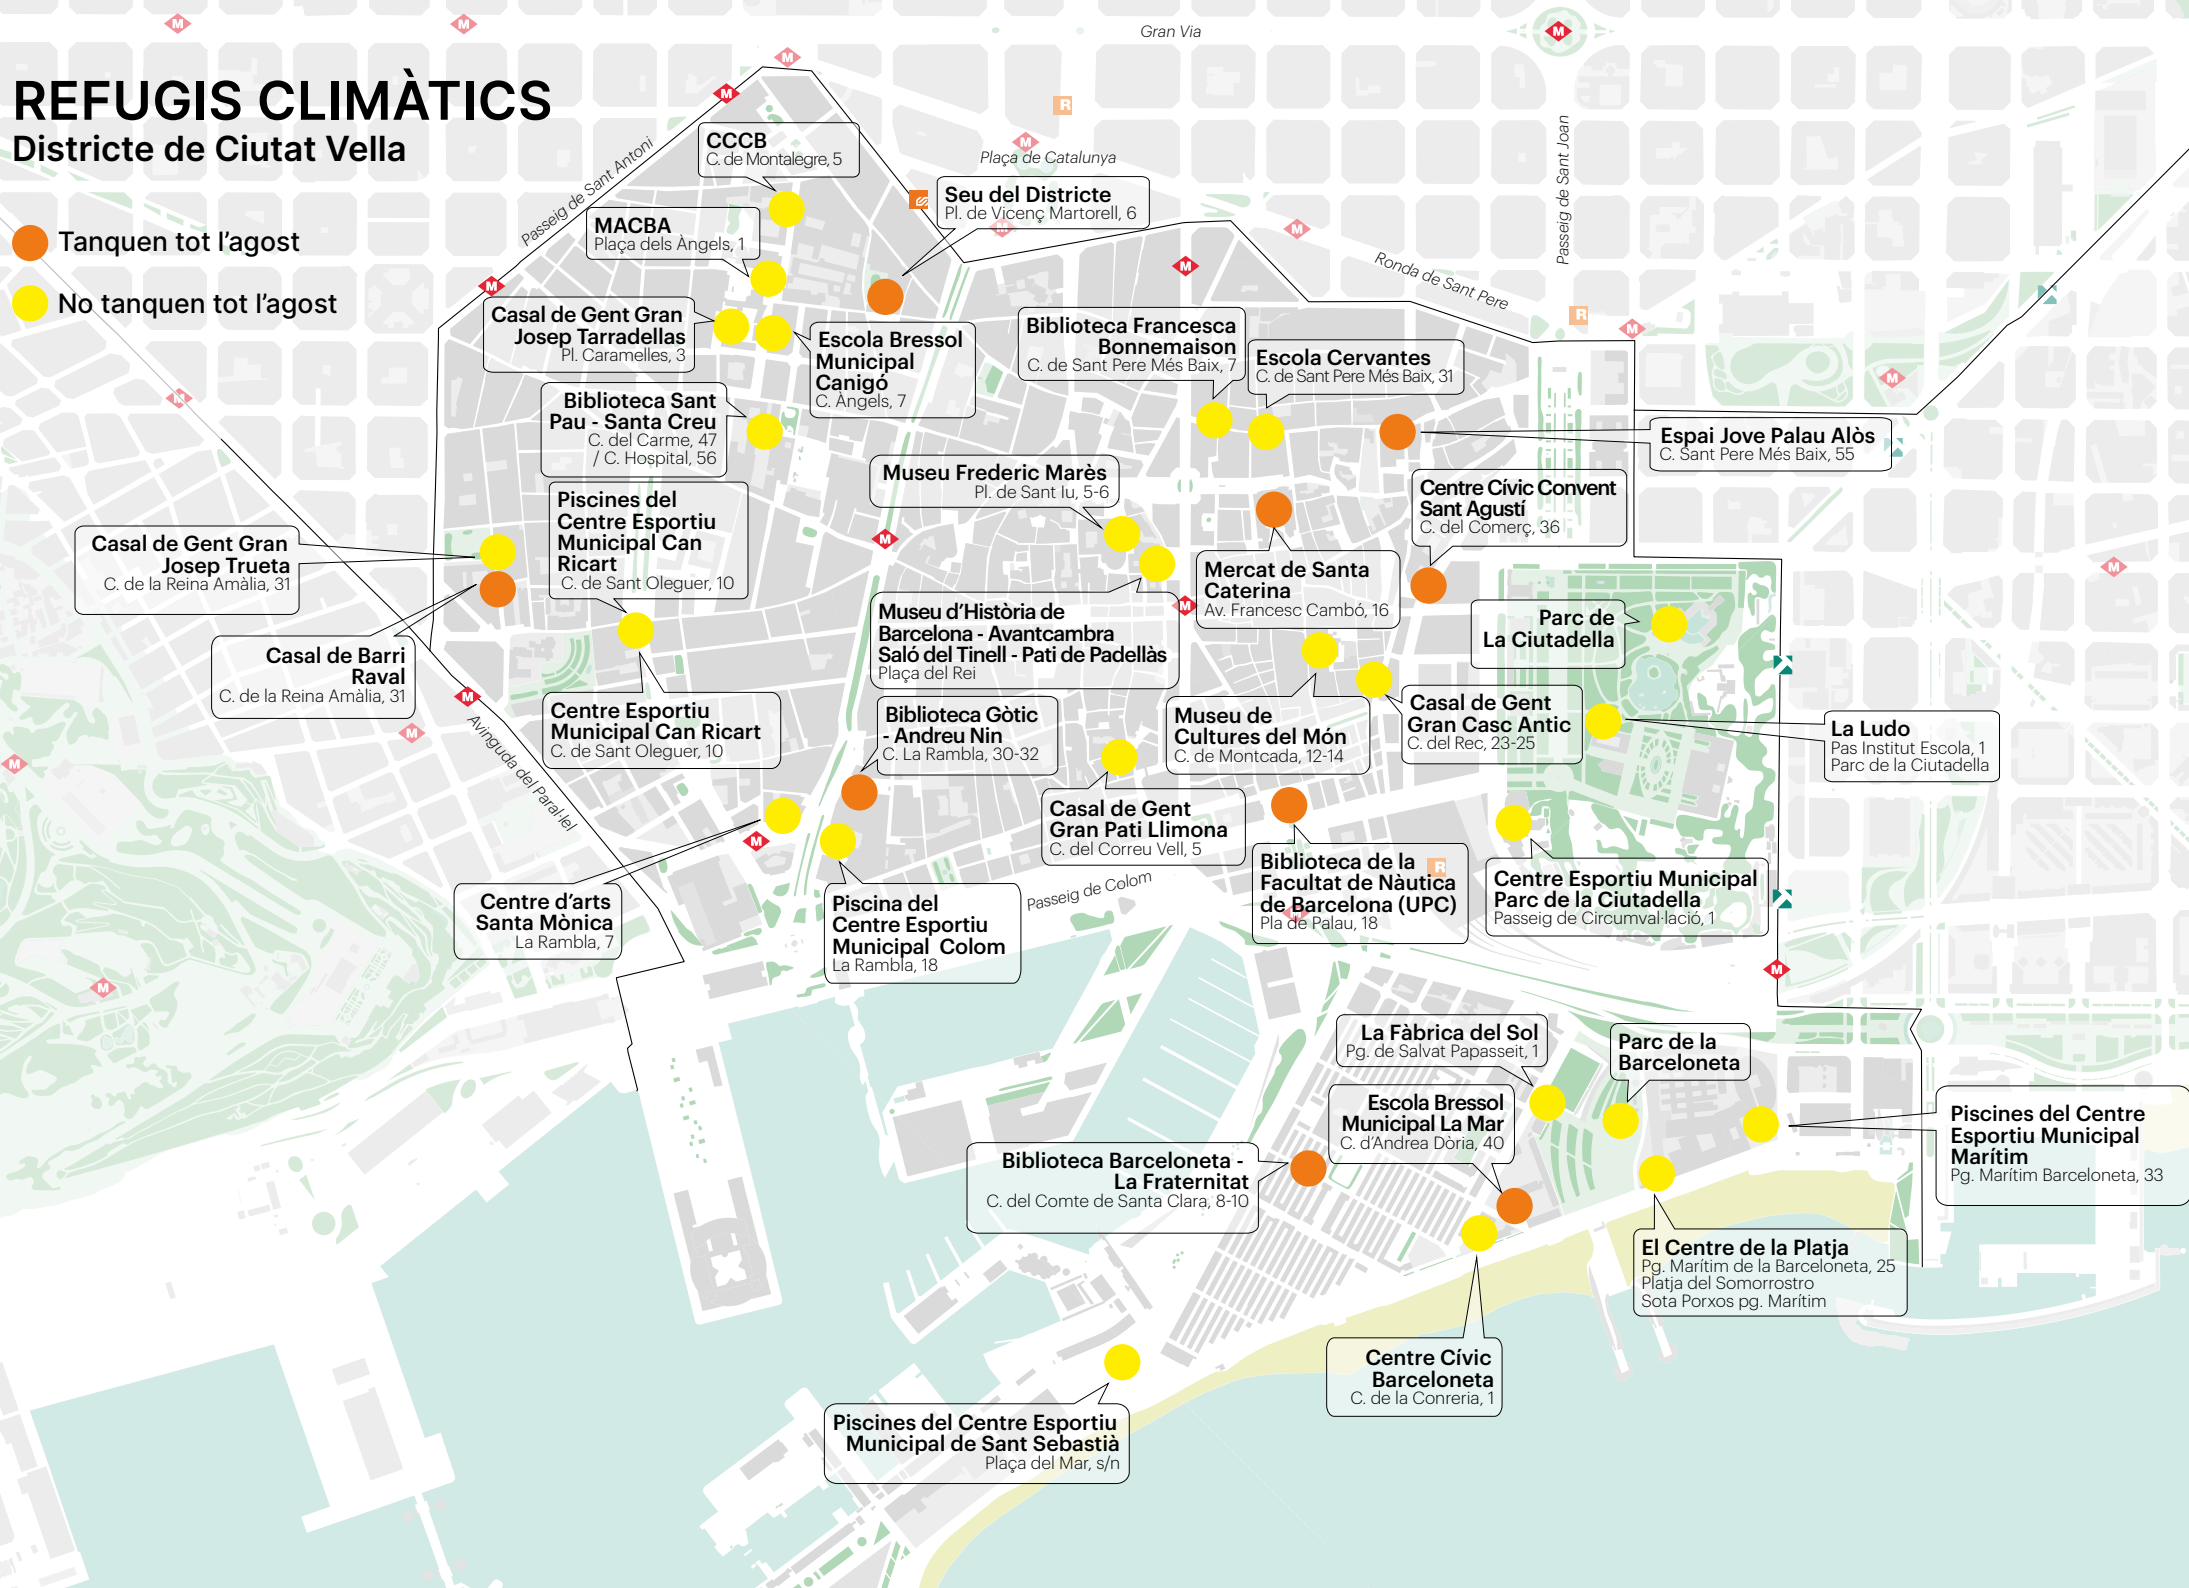 REFUGIS CLIMÀTICS
Districte de Ciutat Vella
Tanquen tot l'agost
No tanquen tot l'agost
Gran Via
Passeig de Sant Antoni
Plaça de Catalunya
Passeig de Sant Joan
Ronda de Sant Pere
Avinguda del Paral·lel
Passeig de Colom
CCCB
C. de Montalegre, 5
Seu del Districte
Pl. de Vicenç Martorell, 6
MACBA
Plaça dels Àngels, 1
Casal de Gent Gran
Josep Tarradellas
Pl. Caramelles, 3
Escola Bressol
Municipal
Canigó
C. Àngels, 7
Biblioteca Francesca
Bonnemaison
C. de Sant Pere Més Baix, 7
Escola Cervantes
C. de Sant Pere Més Baix, 31
Biblioteca Sant
Pau - Santa Creu
C. del Carme, 47
/ C. Hospital, 56
Espai Jove Palau Alòs
C. Sant Pere Més Baix, 55
Museu Frederic Marès
Pl. de Sant Iu, 5-6
Centre Cívic Convent
Sant Agustí
C. del Comerç, 36
Piscines del
Centre Esportiu
Municipal Can
Ricart
C. de Sant Oleguer, 10
Casal de Gent Gran
Josep Trueta
C. de la Reina Amàlia, 31
Mercat de Santa
Caterina
Av. Francesc Cambó, 16
Museu d'Història de
Barcelona - Avantcambra
Saló del Tinell - Pati de Padellàs
Plaça del Rei
Parc de
La Ciutadella
Casal de Barri
Raval
C. de la Reina Amàlia, 31
Centre Esportiu
Municipal Can Ricart
C. de Sant Oleguer, 10
Biblioteca Gòtic
- Andreu Nin
C. La Rambla, 30-32
Museu de
Cultures del Món
C. de Montcada, 12-14
Casal de Gent
Gran Casc Antic
C. del Rec, 23-25
La Ludo
Pas Institut Escola, 1
Parc de la Ciutadella
Casal de Gent
Gran Pati Llimona
C. del Correu Vell, 5
Biblioteca de la
Facultat de Nàutica
de Barcelona (UPC)
Pla de Palau, 18
Centre Esportiu Municipal
Parc de la Ciutadella
Passeig de Circumval·lació, 1
Centre d'arts
Santa Mònica
La Rambla, 7
Piscina del
Centre Esportiu
Municipal Colom
La Rambla, 18
La Fàbrica del Sol
Pg. de Salvat Papasseit, 1
Parc de la
Barceloneta
Escola Bressol
Municipal La Mar
C. d'Andrea Dòria, 40
Piscines del Centre
Esportiu Municipal
Marítim
Pg. Marítim Barceloneta, 33
Biblioteca Barceloneta -
La Fraternitat
C. del Comte de Santa Clara, 8-10
El Centre de la Platja
Pg. Marítim de la Barceloneta, 25
Platja del Somorrostro
Sota Porxos pg. Marítim
Centre Cívic
Barceloneta
C. de la Conreria, 1
Piscines del Centre Esportiu
Municipal de Sant Sebastià
Plaça del Mar, s/n